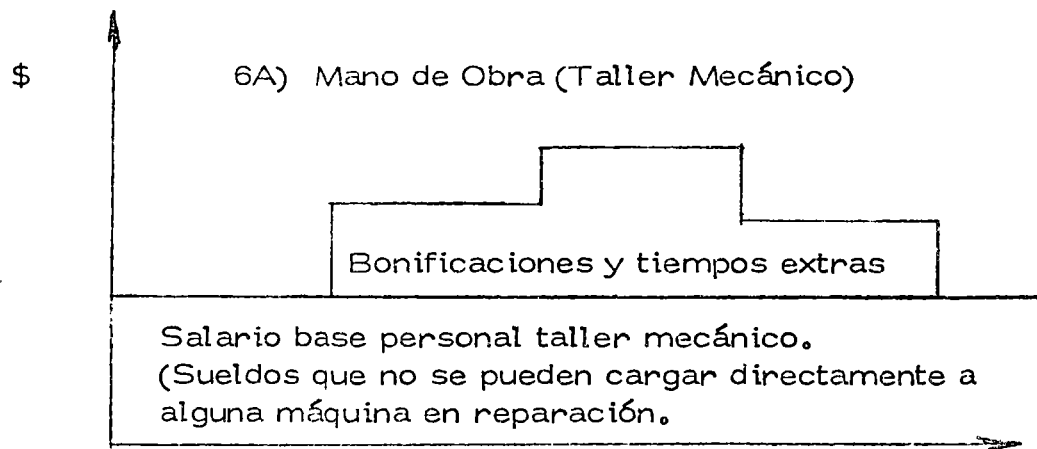 $
6A) Mano de Obra (Taller Mecánico)
Bonificaciones y tiempos extras
Salario base personal taller mecánico.
(Sueldos que no se pueden cargar directamente a
alguna máquina en reparación.